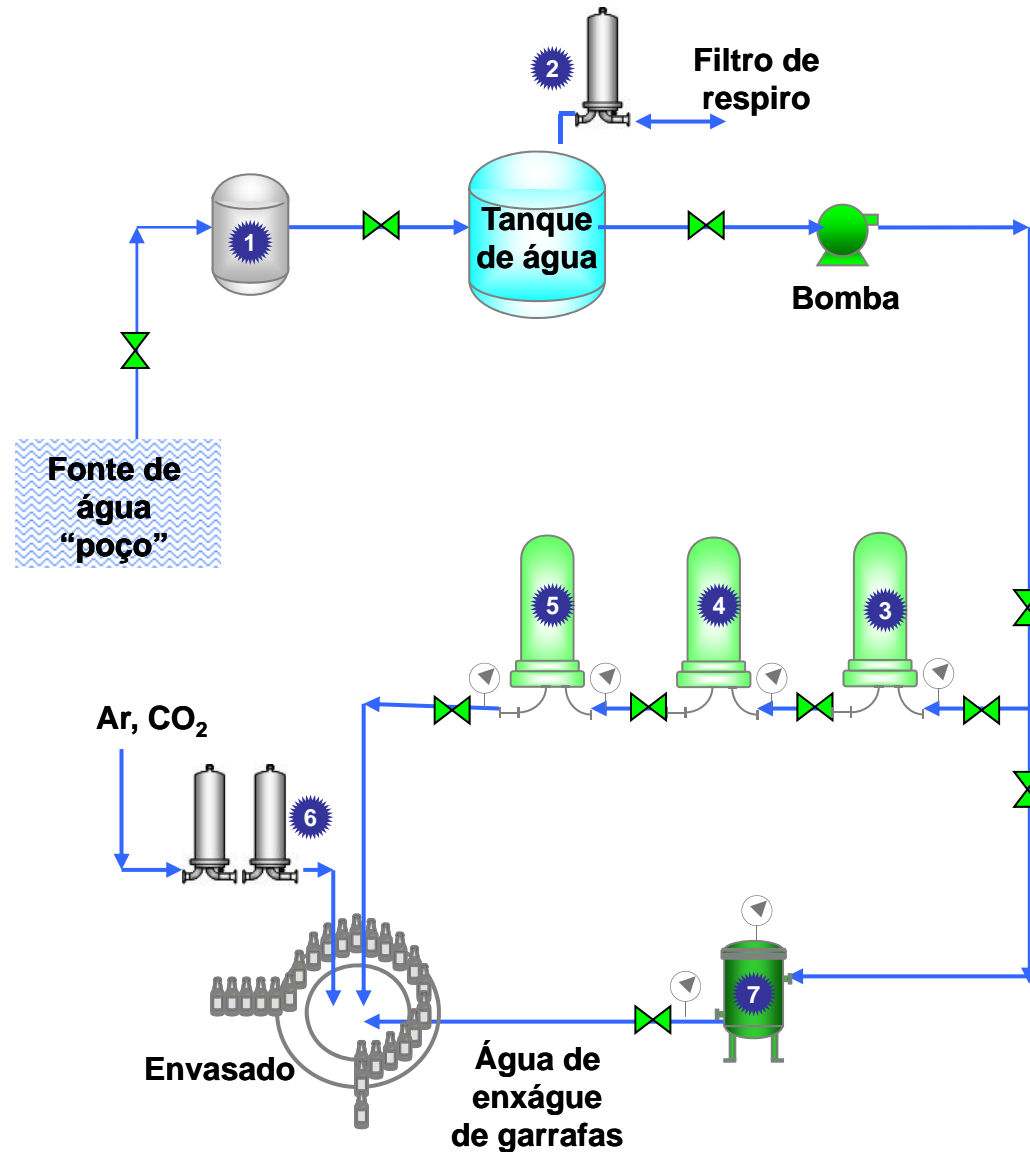 2
Filtro de
respiro
1
Tanque
de água
Bomba
Fonte de
água
“poço”
5
4
3
Ar, CO₂
6
7
Envasado
Água de
enxágue
de garrafas